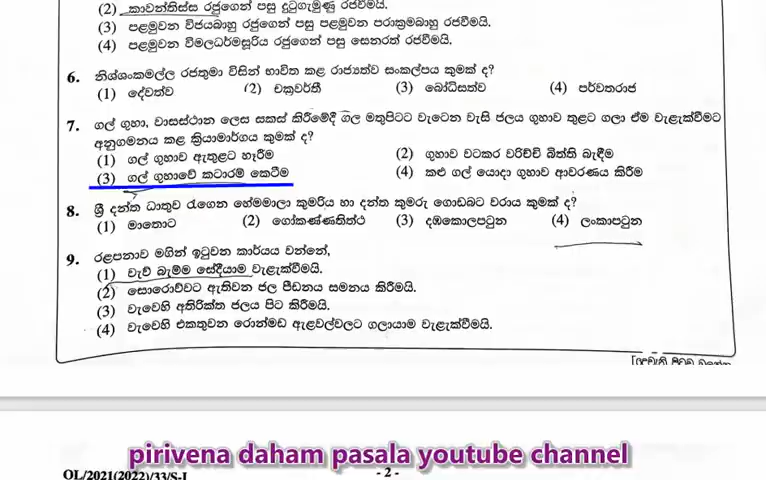 (2) කාවන්තිස්ස රජුගෙන් පසු දුටුගැමුණු රජවීමයි.
(3) පළමුවන විජයබාහු රජුගෙන් පසු පළමුවන පරාක්‍රමබාහු රජවීමයි.
(4) පළමුවන විමලධර්මසූරිය රජුගෙන් පසු සෙනරත් රජවීමයි.
6. නිශ්ශංකමල්ල රජතුමා විසින් භාවිත කළ රාජ්‍යත්ව සංකල්පය කුමක් ද?
(1) දේවත්ව (2) චක්‍රවර්තී (3) බෝධිසත්ව (4) පර්වතරාජ
7. ගල් ගුහා, වාසස්ථාන ලෙස සකස් කිරීමේදී ගල මතුපිටට වැටෙන වැසි ජලය ගුහාව තුළට ගලා ඒම වැළැක්වීමට
අනුගමනය කළ ක්‍රියාමාර්ගය කුමක් ද?
(1) ගල් ගුහාව ඇතුළට හෑරීම (2) ගුහාව වටකර වරිච්චි බිත්ති බැඳීම
(3) ගල් ගුහාවේ කටාරම් කෙටීම (4) කළු ගල් යොදා ගුහාව ආවරණය කිරීම
8. ශ්‍රී දන්ත ධාතුව රැගෙන හේමමාලා කුමරිය හා දන්ත කුමරු ගොඩබට වරාය කුමක් ද?
(1) මාතොට (2) ගෝකණ්ණතිත්ථ (3) දඹකොලපටුන (4) ලංකාපටුන
9. රළපනාව මගින් ඉටුවන කාර්යය වන්නේ,
(1) වැව් බැම්ම සේදීයාම වැළැක්වීමයි.
(2) සොරොව්වට ඇතිවන ජල පීඩනය සමනය කිරීමයි.
(3) වැවෙහි අතිරික්ත ජලය පිට කිරීමයි.
(4) වැවෙහි එකතුවන රොන්මඩ ඇළවල්වලට ගලායාම වැළැක්වීමයි.
pirivena daham pasala youtube channel
OL/2021(2022)/33/S-I - 2 -